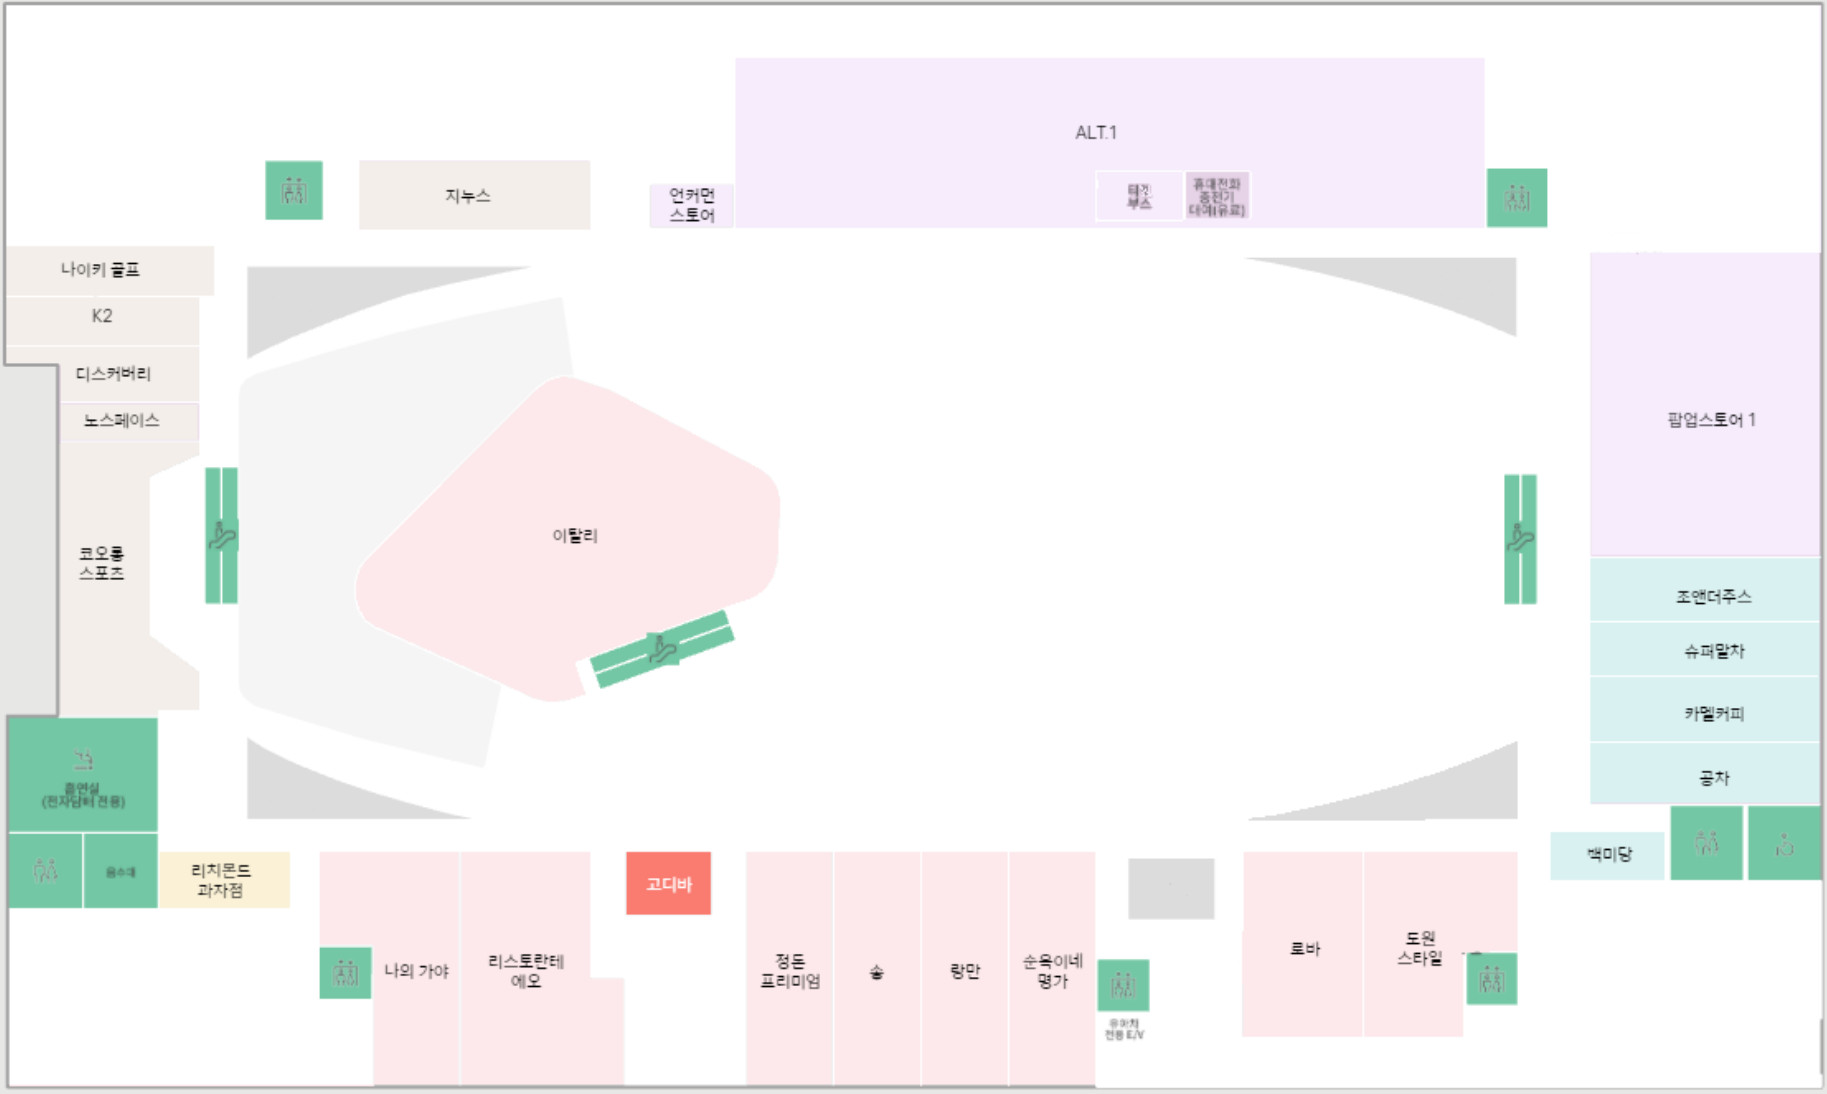 ALT.1
지누스
언커먼
스토어
티켓
부스
휴대전화
충전기
대여(유료)
나이키 골프
K2
디스커버리
노스페이스
코오롱
스포츠
이탈리
팝업스토어 1
조앤더주스
슈퍼말차
카멜커피
공차
백미당
흡연실
(전자담배 전용)
음수대
리치몬드
과자점
나의 가야
리스토란테
에오
고디바
정돈
프리미엄
송
랑만
순옥이네
명가
유아차
전용 E/V
로바
도원
스타일